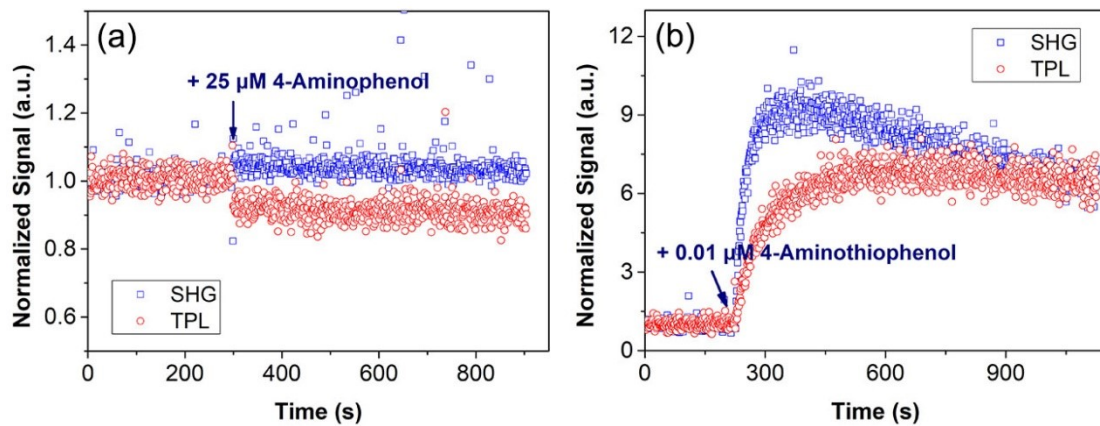 (a)
+ 25 µM 4-Aminophenol
SHG
TPL
Normalized Signal (a.u.)
1.4
1.2
1.0
0.8
0.6
0 200 400 600 800
Time (s)
(b)
SHG
TPL
+ 0.01 µM 4-Aminothiophenol
Normalized Signal (a.u.)
12
9
6
3
0
0 300 600 900
Time (s)